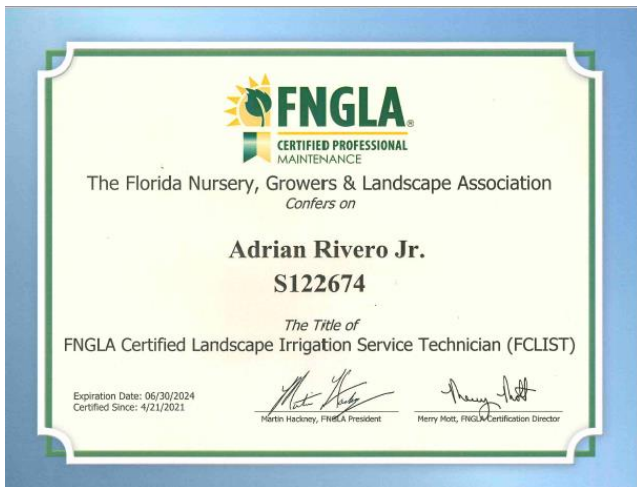 FNGLA®
CERTIFIED PROFESSIONAL
MAINTENANCE
The Florida Nursery, Growers & Landscape Association
Confers on
Adrian Rivero Jr.
S122674
The Title of
FNGLA Certified Landscape Irrigation Service Technician (FCLIST)
Expiration Date: 06/30/2024
Certified Since: 4/21/2021
Martin Hackney, FNGLA President
Merry Mott, FNGLA Certification Director